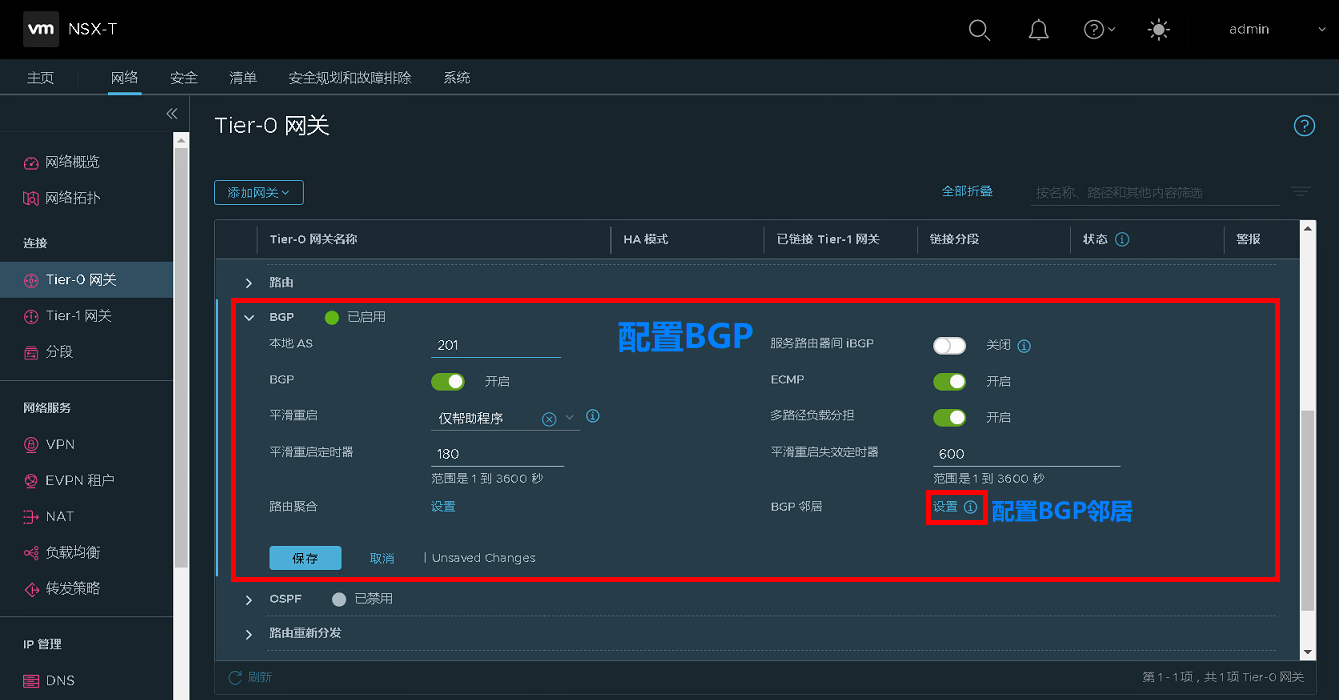 vm NSX-T admin
主页 网络 安全 清单 安全规划和故障排除 系统
Tier-0 网关
网络概览
网络拓扑
连接
Tier-0 网关
Tier-1 网关
分段
网络服务
VPN
EVPN 租户
NAT
负载均衡
转发策略
IP 管理
DNS
添加网关 全部折叠 按名称、路径和其他内容筛选
Tier-0 网关名称 HA 模式 已链接 Tier-1 网关 链接分段 状态 警报
路由
BGP 已启用
配置BGP
本地 AS 201 服务路由器间 iBGP 关闭
BGP 开启 ECMP 开启
平滑重启 仅帮助程序 多路径负载分担 开启
平滑重启定时器 180 平滑重启失效定时器 600
范围是 1 到 3600 秒 范围是 1 到 3600 秒
路由聚合 设置 BGP 邻居 设置 配置BGP邻居
保存 取消 | Unsaved Changes
OSPF 已禁用
路由重新分发
刷新 第 1 - 1 项，共 1 项 Tier-0 网关